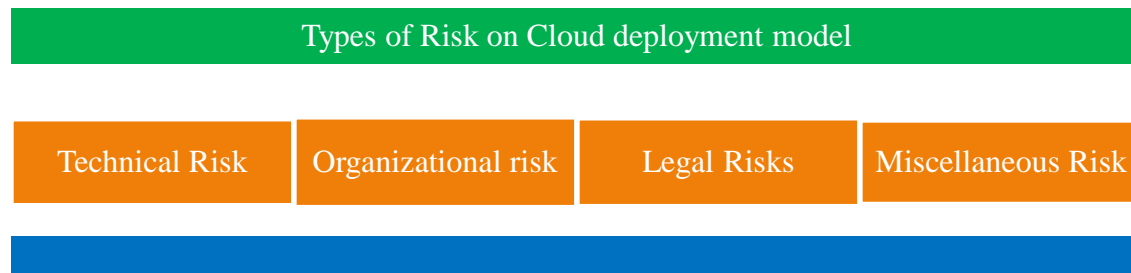 Types of Risk on Cloud deployment model
Technical Risk
Organizational risk
Legal Risks
Miscellaneous Risk